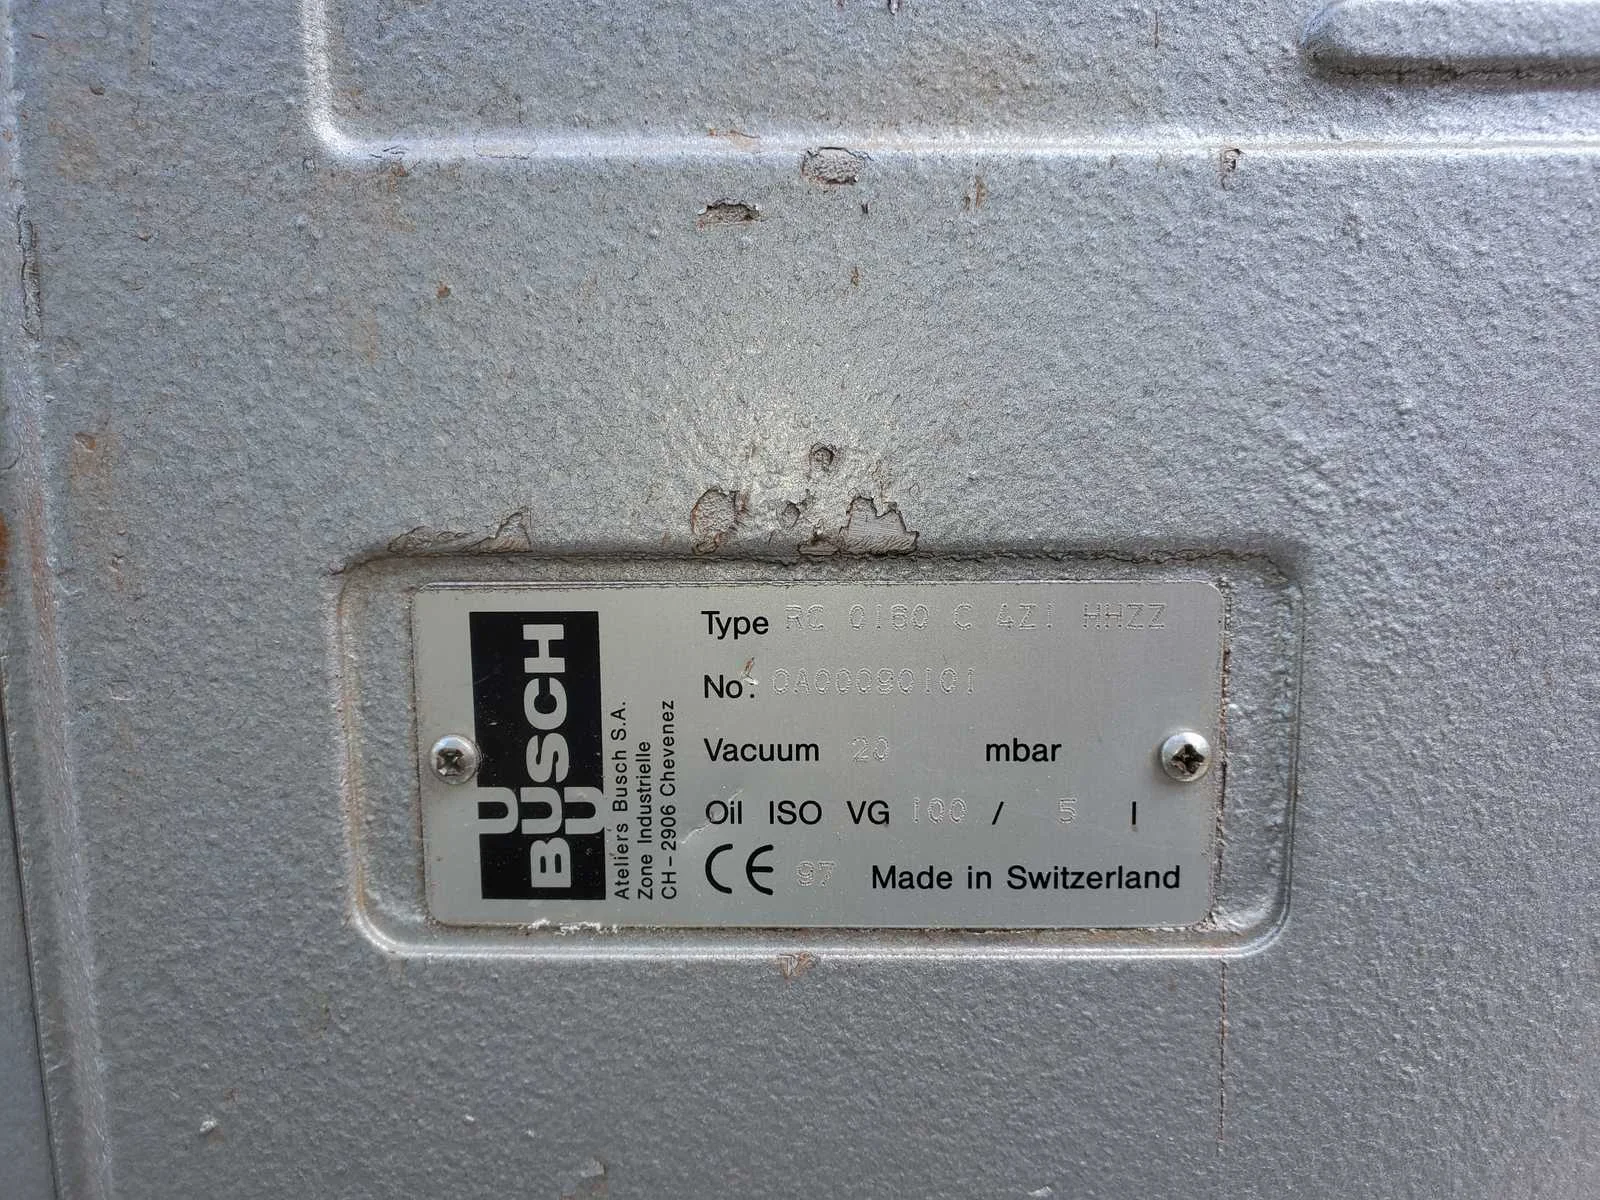 U
BUSCH
U
Ateliers Busch S.A.
Zone Industrielle
CH-2906 Chevenez
Type RC 0160 C 4Z1 HHZZ
No. 0A00090101
Vacuum 20 mbar
Oil ISO VG 100 / 5 l
CE 97 Made in Switzerland